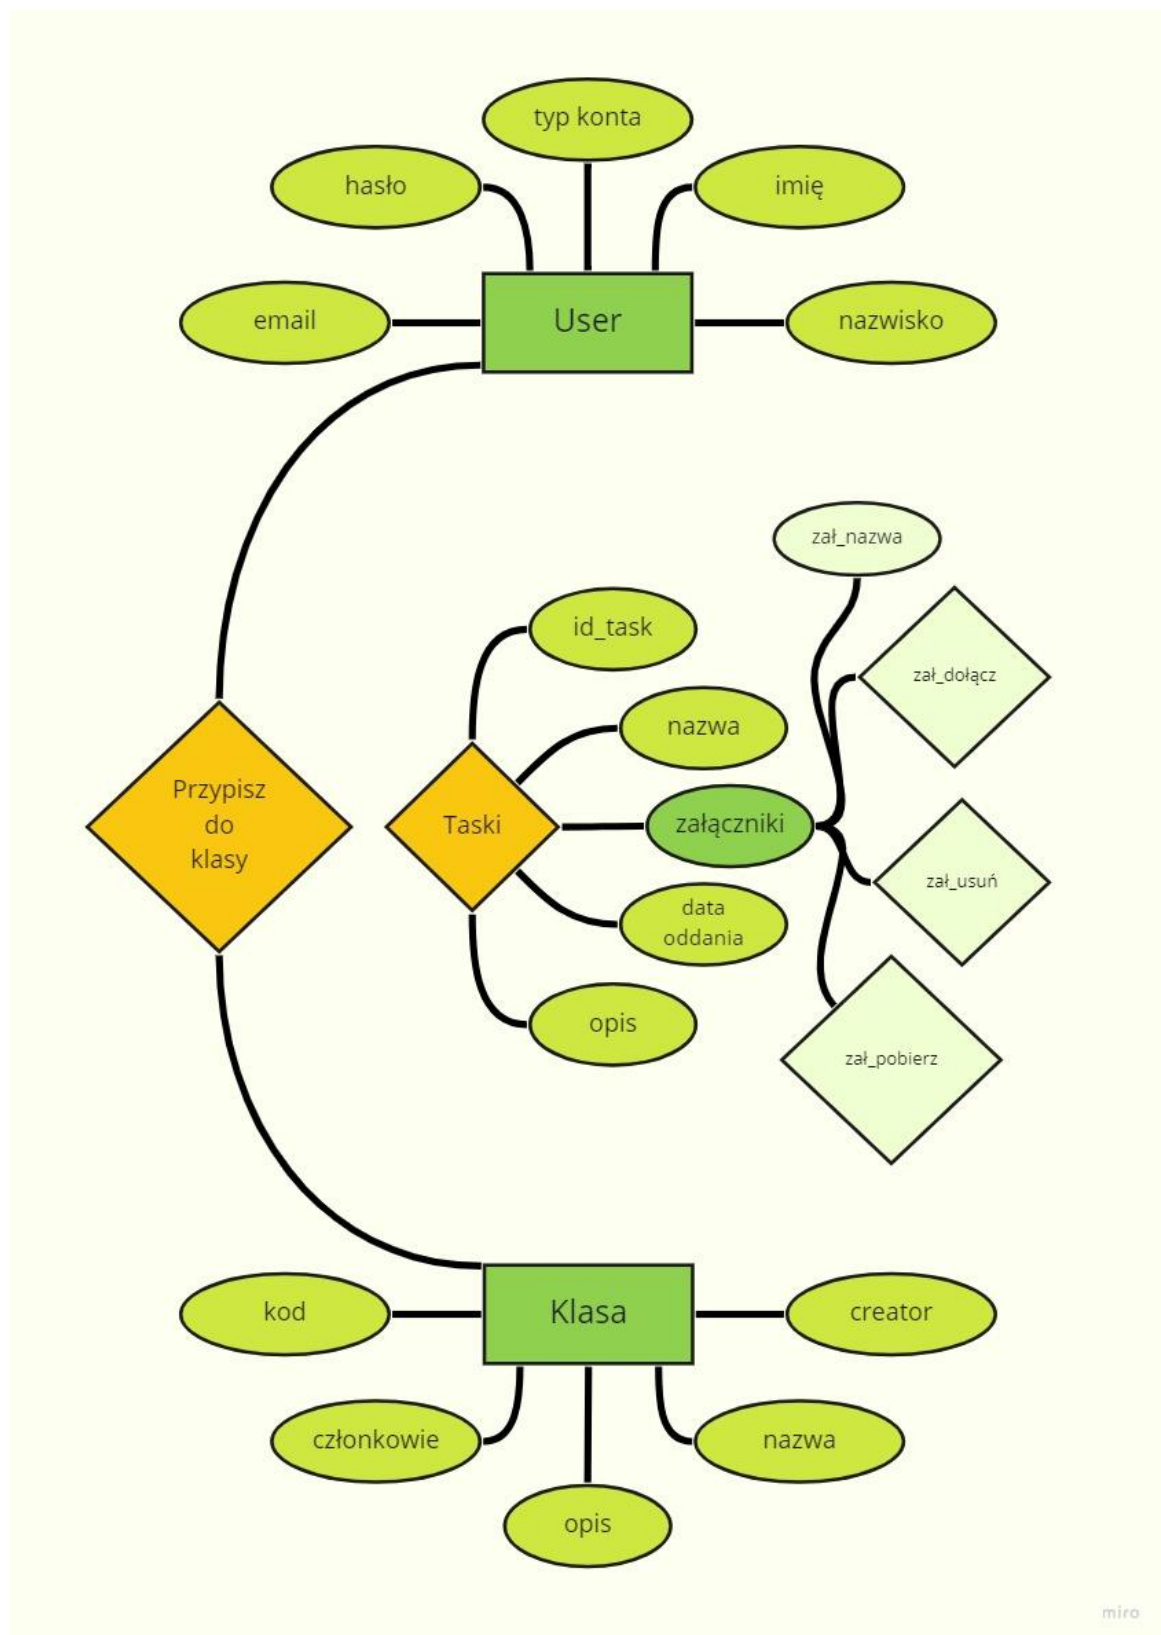 typ konta
hasło
imię
email
User
nazwisko
zał_nazwa
id_task
zał_dołącz
nazwa
Przypisz
do
klasy
Taski
załączniki
zał_usuń
data
oddania
opis
zał_pobierz
kod
Klasa
creator
członkowie
nazwa
opis
miro